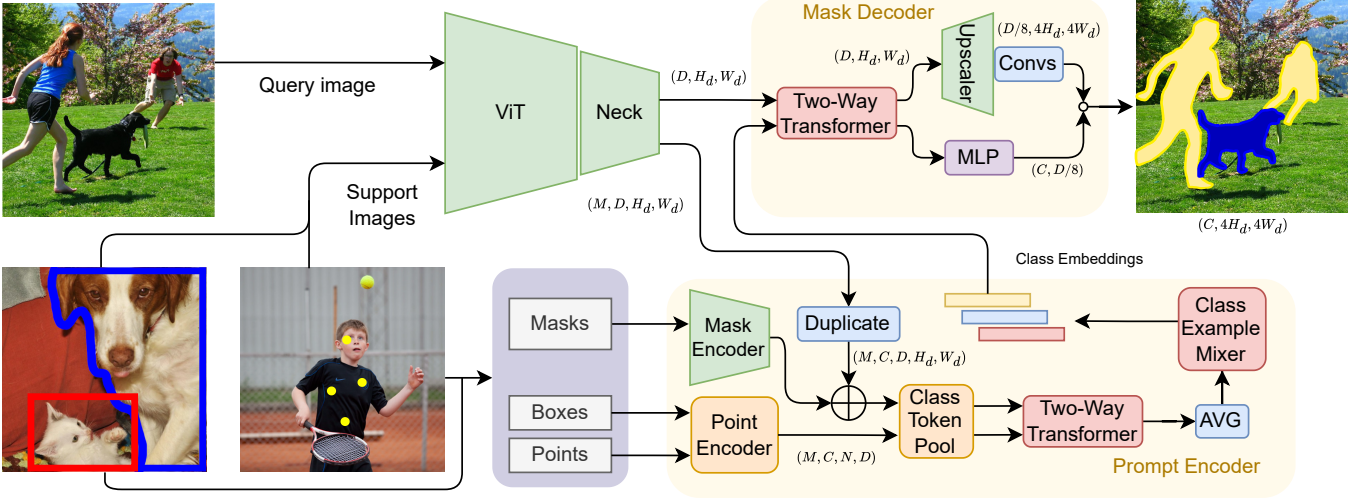 Mask Decoder
Query image
Support
Images
ViT
Neck
(D, H_d, W_d)
(M, D, H_d, W_d)
Two-Way
Transformer
(D, H_d, W_d)
Upscaler
(D/8, 4H_d, 4W_d)
Convs
MLP
(C, D/8)
(C, 4H_d, 4W_d)
Masks
Boxes
Points
Mask
Encoder
Point
Encoder
Duplicate
(M, C, D, H_d, W_d)
(M, C, N, D)
Class
Token
Pool
Two-Way
Transformer
AVG
Class
Example
Mixer
Class Embeddings
Prompt Encoder